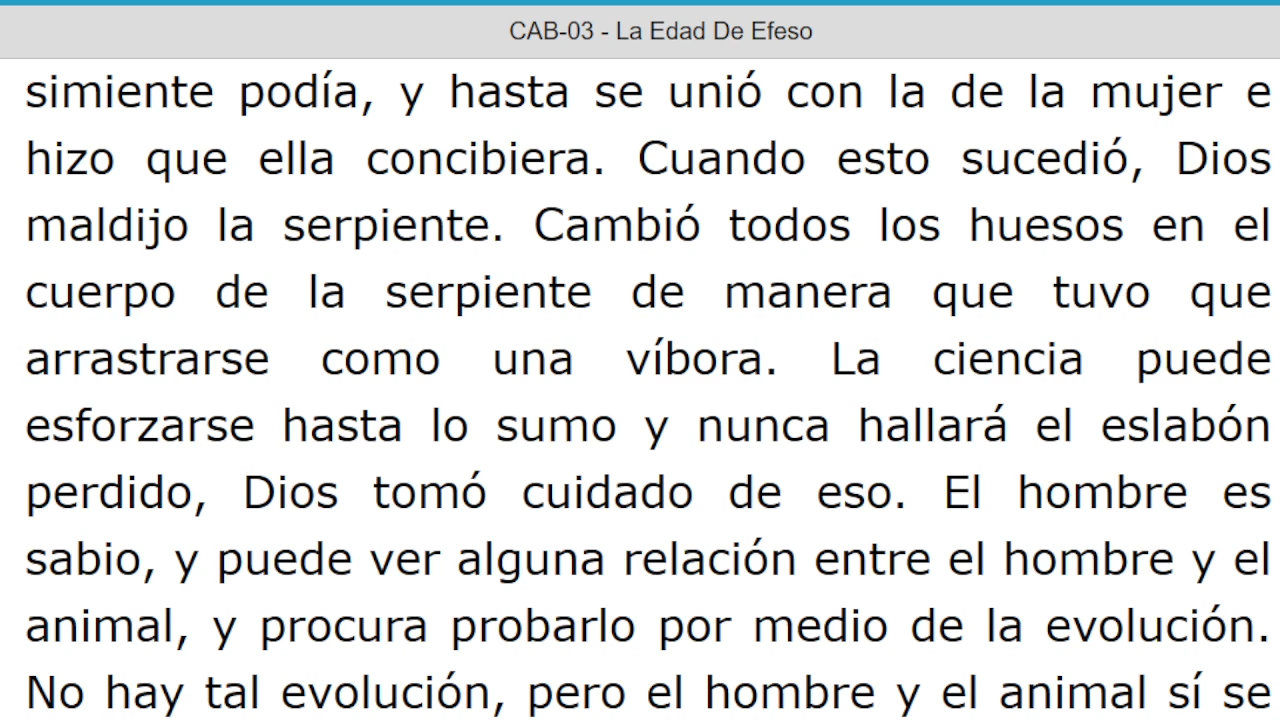 CAB-03 - La Edad De Efeso
simiente podía, y hasta se unió con la de la mujer e
hizo que ella concibiera. Cuando esto sucedió, Dios
maldijo la serpiente. Cambió todos los huesos en el
cuerpo de la serpiente de manera que tuvo que
arrastrarse como una víbora. La ciencia puede
esforzarse hasta lo sumo y nunca hallará el eslabón
perdido, Dios tomó cuidado de eso. El hombre es
sabio, y puede ver alguna relación entre el hombre y el
animal, y procura probarlo por medio de la evolución.
No hay tal evolución, pero el hombre y el animal sí se